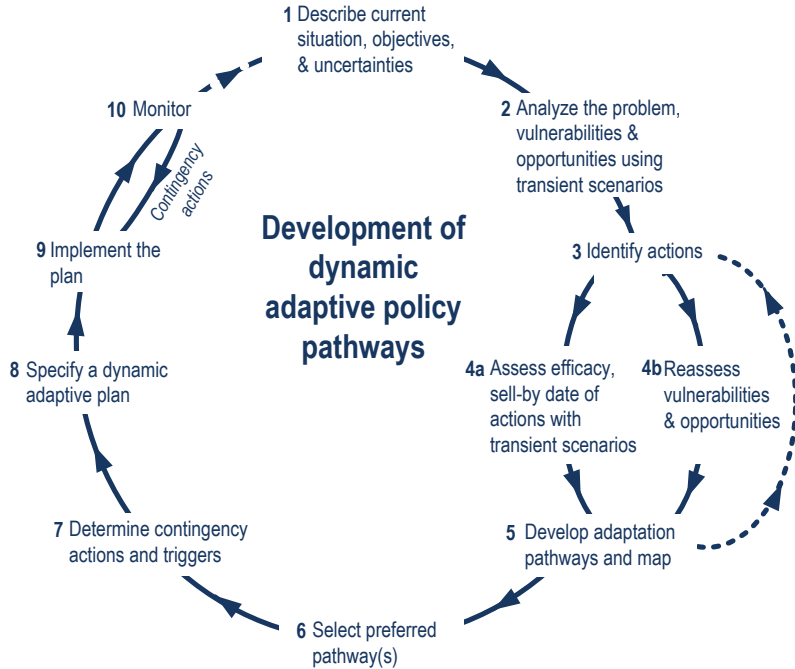 1 Describe current
situation, objectives,
& uncertainties
2 Analyze the problem,
vulnerabilities &
opportunities using
transient scenarios
3 Identify actions
4a Assess efficacy,
sell-by date of
actions with
transient scenarios
4b Reassess
vulnerabilities
& opportunities
5 Develop adaptation
pathways and map
6 Select preferred
pathway(s)
7 Determine contingency
actions and triggers
8 Specify a dynamic
adaptive plan
9 Implement the
plan
10 Monitor
Contingency
actions
Development of
dynamic
adaptive policy
pathways